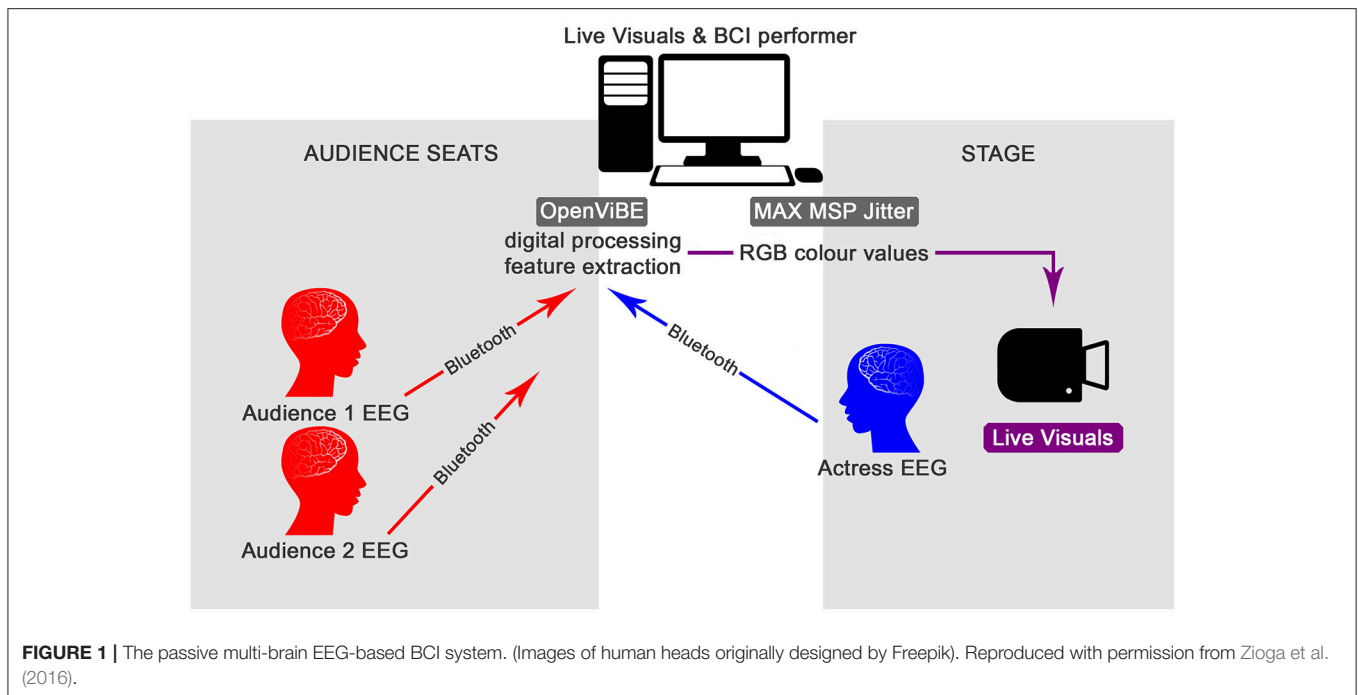 Live Visuals & BCI performer
AUDIENCE SEATS
STAGE
OpenViBE
MAX MSP Jitter
digital processing
feature extraction
RGB colour values
Bluetooth
Bluetooth
Audience 1 EEG
Bluetooth
Live Visuals
Actress EEG
Audience 2 EEG
FIGURE 1 | The passive multi-brain EEG-based BCI system. (Images of human heads originally designed by Freepik). Reproduced with permission from Zioga et al.
(2016).